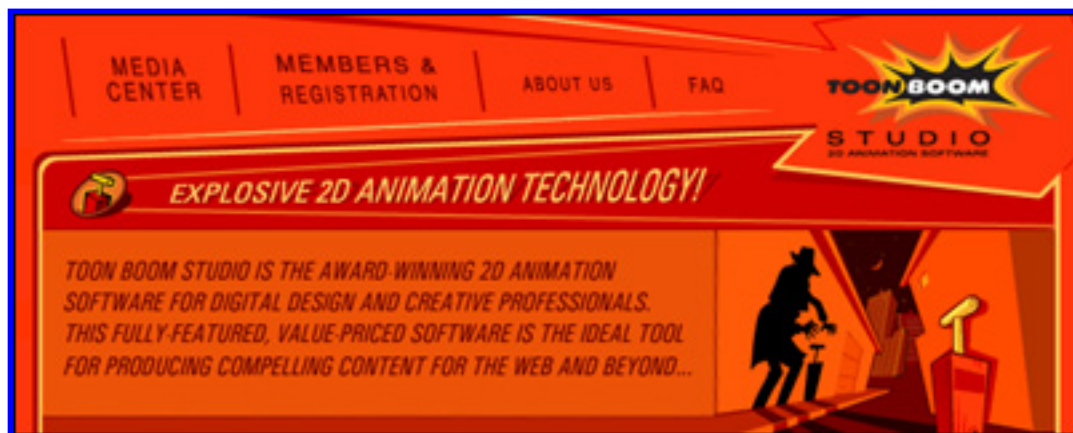 MEDIA
CENTER
MEMBERS &
REGISTRATION
ABOUT US
FAQ
TOON BOOM
STUDIO
2D ANIMATION SOFTWARE
EXPLOSIVE 2D ANIMATION TECHNOLOGY!
TOON BOOM STUDIO IS THE AWARD-WINNING 2D ANIMATION
SOFTWARE FOR DIGITAL DESIGN AND CREATIVE PROFESSIONALS.
THIS FULLY-FEATURED, VALUE-PRICED SOFTWARE IS THE IDEAL TOOL
FOR PRODUCING COMPELLING CONTENT FOR THE WEB AND BEYOND...